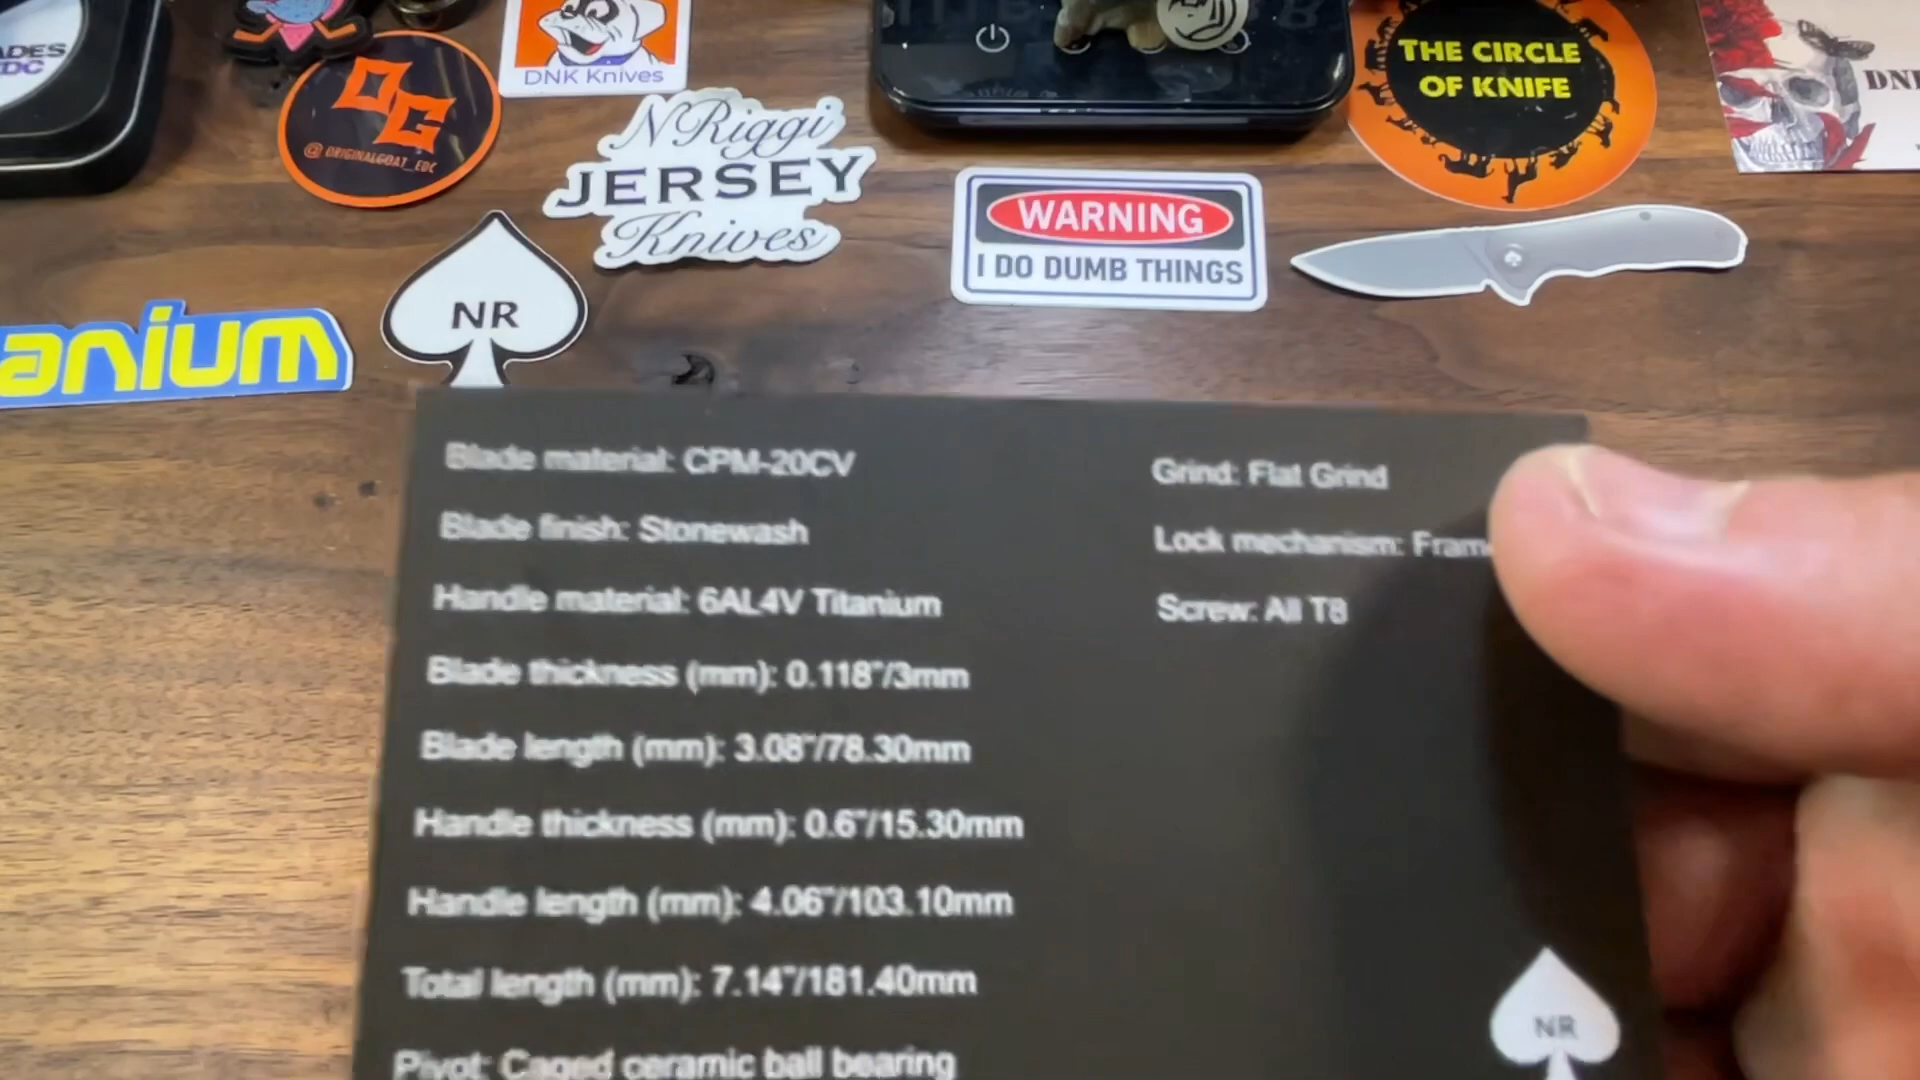 ADES
DC
OG
@ORIGINALGOAT_EDC
DNK Knives
NRiggi
JERSEY
Knives
WARNING
I DO DUMB THINGS
THE CIRCLE
OF KNIFE
anium
NR
Blade material: CPM-20CV
Blade finish: Stonewash
Handle material: 6AL4V Titanium
Blade thickness (mm): 0.118"/3mm
Blade length (mm): 3.08"/78.30mm
Handle thickness (mm): 0.6"/15.30mm
Handle length (mm): 4.06"/103.10mm
Total length (mm): 7.14"/181.40mm
Pivot: Caged ceramic ball bearing
Grind: Flat Grind
Lock mechanism: Fram
Screw: All T8
NR